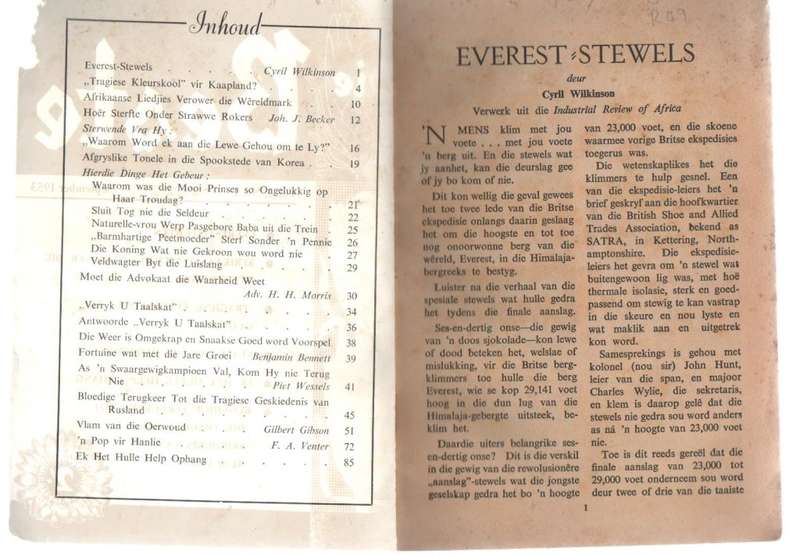 Inhoud
Everest-Stewels . . . . Cyril Wilkinson 1
„Tragiese Kleurskool” vir Kaapland? . . . 4
Afrikaanse Liedjies Verower die Wêreldmark . . 10
Hoër Sterfte Onder Strawwe Rokers Joh. J. Becker 12
Sterwende Vra Hy:
„Waarom Word ek aan die Lewe Gehou om te Ly?” 16
Afgryslike Tonele in die Spookstede van Korea . . 19
Hierdie Dinge Het Gebeur:
Waarom was die Mooi Prinses so Ongelukkig op
Haar Troudag? . . . . . . 21
Sluit Tog nie die Seldeur . . . . 22
Naturelle-vrou Werp Pasgebore Baba uit die Trein 25
„Barmhartige Peetmoeder” Sterf Sonder 'n Pennie 26
Die Koning Wat nie Gekroon wou word nie . . 27
Veldwagter Byt die Luislang . . . . 29
Moet die Advokaat die Waarheid Weet
Adv. H. H. Morris 30
„Verryk U Taalskat” . . . . . . 34
Antwoorde „Verryk U Taalskat” . . . . 36
Die Weer is Omgekrap en Snaakse Goed word Voorspel 38
Fortuine wat met die Jare Groei . Benjamin Bennett 39
As 'n Swaargewigkampioen Val, Kom Hy nie Terug
Nie . . . . . . Piet Wessels 41
Bloedige Terugkeer Tot die Tragiese Geskiedenis van
Rusland . . . . . . . 45
Vlam van die Oerwoud . . . Gilbert Gibson 51
'n Pop vir Hanlie . . . . . F. A. Venter 72
Ek Het Hulle Help Ophang . . . . . 85
R 09
EVEREST-STEWELS
deur
Cyril Wilkinson
Verwerk uit die Industrial Review of Africa
'N MENS klim met jou
voete . . . met jou voete
'n berg uit. En die stewels wat
jy aanhet, kan die deurslag gee
of jy bo kom of nie.
Dit kon wellig die geval gewees
het toe twee lede van die Britse
ekspedisie onlangs daarin geslaag
het om die hoogste en tot toe
nog onoorwonne berg van die
wêreld, Everest, in die Himalaja-
bergreeks te bestyg.
Luister na die verhaal van die
spesiale stewels wat hulle gedra
het tydens die finale aanslag.
Ses-en-dertig onse—die gewig
van 'n doos sjokolade—kon lewe
of dood beteken het, welslae of
mislukking, vir die Britse berg-
klimmers toe hulle die berg
Everest, wie se kop 29,141 voet
hoog in die dun lug van die
Himalaja-gebergte uitsteek, be-
klim het.
Daardie uiters belangrike ses-
en-dertig onse? Dit is die verskil
in die gewig van die revolusionêre
„aanslag”-stewels wat die jongste
geselskap gedra het bo 'n hoogte
van 23,000 voet, en die skoene
waarmee vorige Britse ekspedisies
toegerus was.
Die wetenskaplikes het die
klimmers te hulp gesnel. Een
van die ekspedisie-leiers het 'n
brief geskryf aan die hoofkwartier
van die British Shoe and Allied
Trades Association, bekend as
SATRA, in Kettering, North-
amptonshire. Die ekspedisie-
leiers het gevra om 'n stewel wat
buitengewoon lig was, met hoë
thermale isolasie, sterk en goed-
passend om stewig te kan vastrap
in die skeure en nou lyste en
wat maklik aan en uitgetrek
kon word.
Samesprekings is gehou met
kolonel (nou sir) John Hunt,
leier van die span, en majoor
Charles Wylie, die sekretaris,
en klem is daarop gelê dat die
stewels nie gedra sou word anders
as ná 'n hoogte van 23,000 voet
nie.
Toe is dit reeds gereël dat die
finale aanslag van 23,000 tot
29,000 voet onderneem sou word
deur twee of drie van die taaiste
1